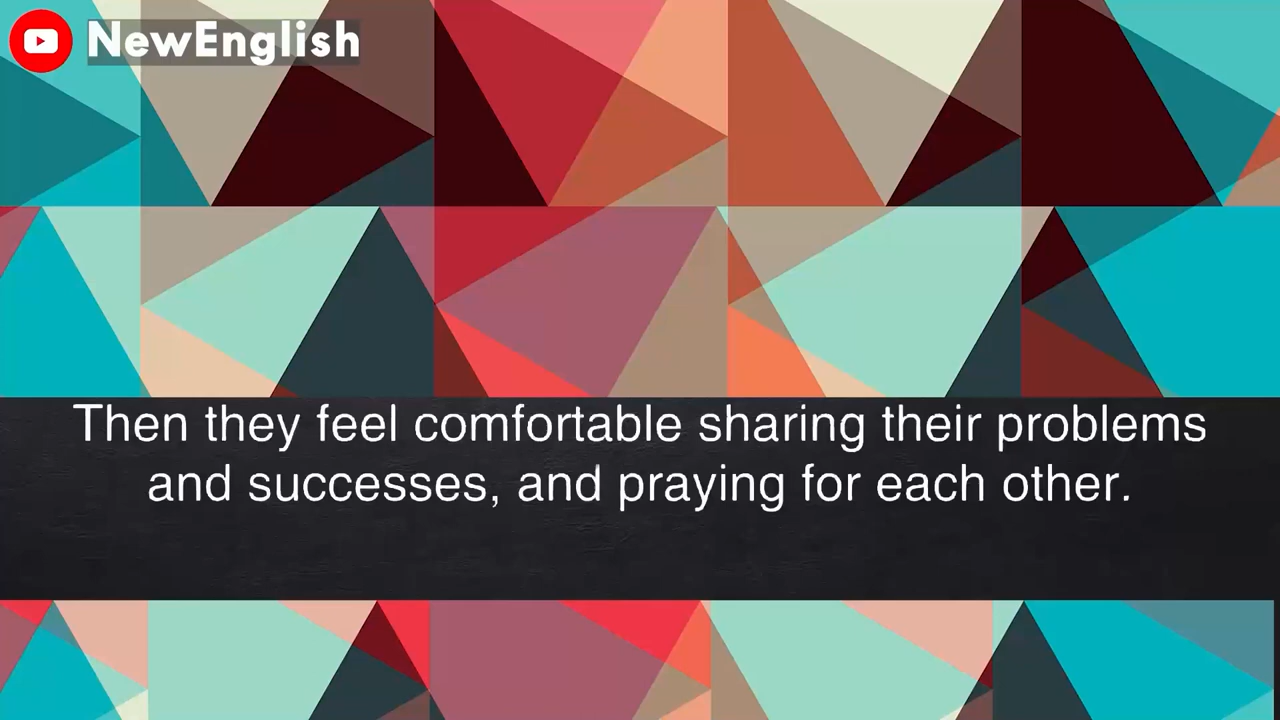 NewEnglish
Then they feel comfortable sharing their problems
and successes, and praying for each other.